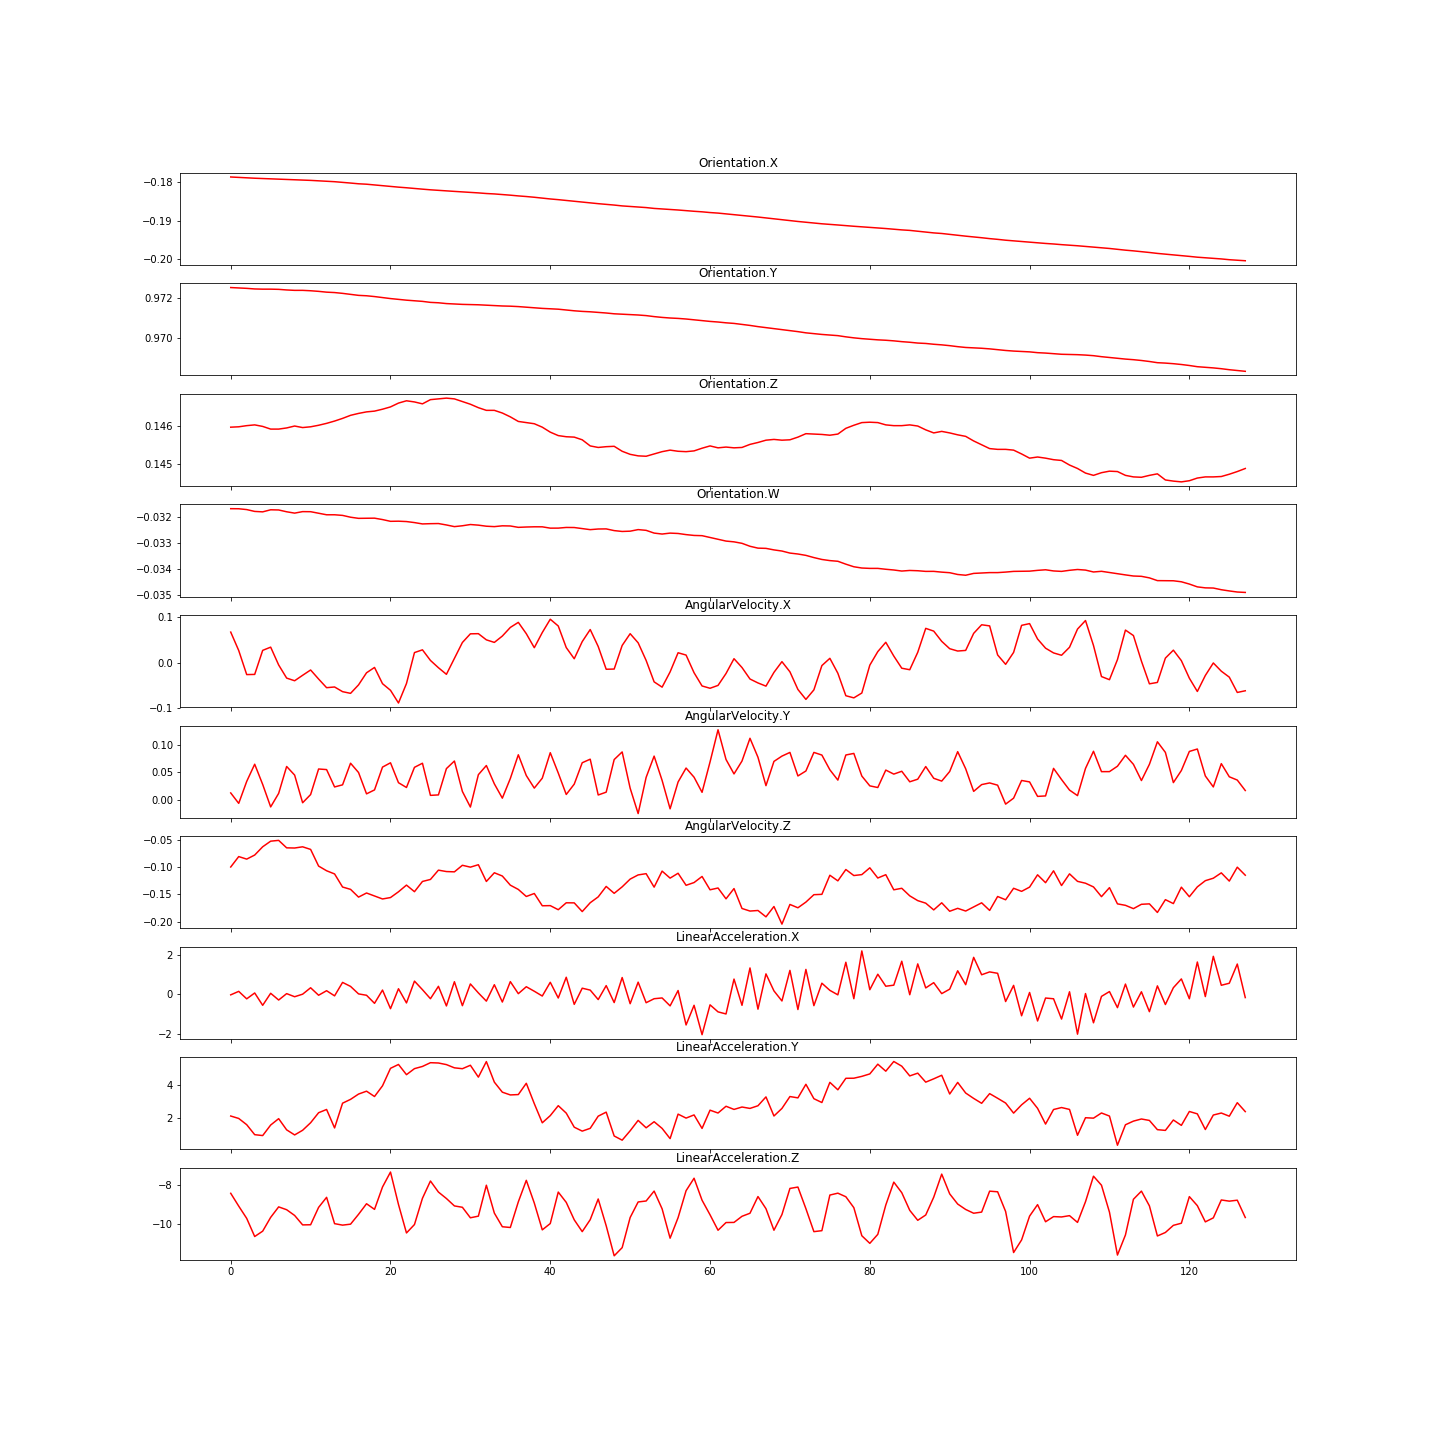 Orientation.X
−0.18
−0.19
−0.20
Orientation.Y
0.972
0.970
Orientation.Z
0.146
0.145
Orientation.W
−0.032
−0.033
−0.034
−0.035
AngularVelocity.X
0.1
0.0
−0.1
AngularVelocity.Y
0.10
0.05
0.00
AngularVelocity.Z
−0.05
−0.10
−0.15
−0.20
LinearAcceleration.X
2
0
−2
LinearAcceleration.Y
4
2
LinearAcceleration.Z
−8
−10
0 20 40 60 80 100 120